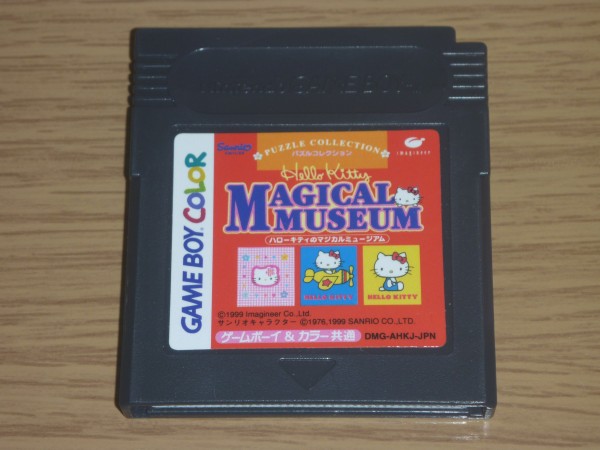 Nintendo GAME BOY
Sanrio
PUZZLE COLLECTION
パズルコレクション
imagineer
Hello Kitty
MAGICAL
MUSEUM
ハローキティのマジカルミュージアム
HELLO KITTY
HELLO KITTY
GAME BOY COLOR
©1999 Imagineer Co.,Ltd.
サンリオキャラクター ©1976,1999 SANRIO CO.,LTD.
ゲームボーイ & カラー共通 DMG-AHKJ-JPN